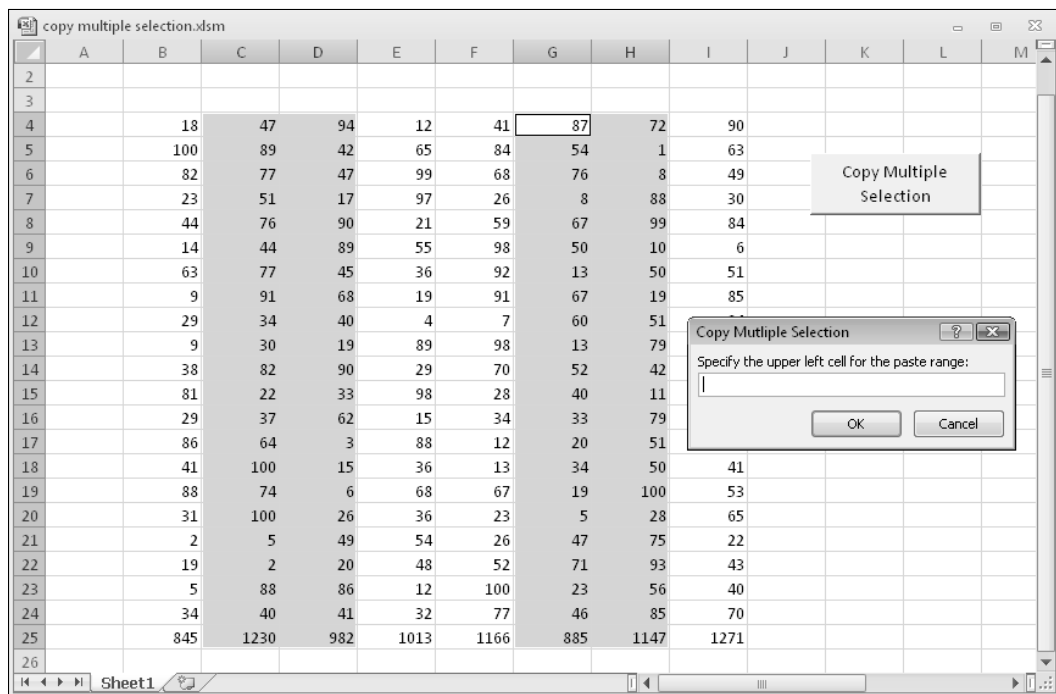 copy multiple selection.xlsm
A B C D E F G H I J K L M
2
3
4 18 47 94 12 41 87 72 90
5 100 89 42 65 84 54 1 63
6 82 77 47 99 68 76 8 49
7 23 51 17 97 26 8 88 30
8 44 76 90 21 59 67 99 84
9 14 44 89 55 98 50 10 6
10 63 77 45 36 92 13 50 51
11 9 91 68 19 91 67 19 85
12 29 34 40 4 7 60 51
13 9 30 19 89 98 13 79
14 38 82 90 29 70 52 42
15 81 22 33 98 28 40 11
16 29 37 62 15 34 33 79
17 86 64 3 88 12 20 51
18 41 100 15 36 13 34 50 41
19 88 74 6 68 67 19 100 53
20 31 100 26 36 23 5 28 65
21 2 5 49 54 26 47 75 22
22 19 2 20 48 52 71 93 43
23 5 88 86 12 100 23 56 40
24 34 40 41 32 77 46 85 70
25 845 1230 982 1013 1166 885 1147 1271
26
Copy Multiple
Selection
Copy Mutliple Selection
Specify the upper left cell for the paste range:
OK Cancel
Sheet1